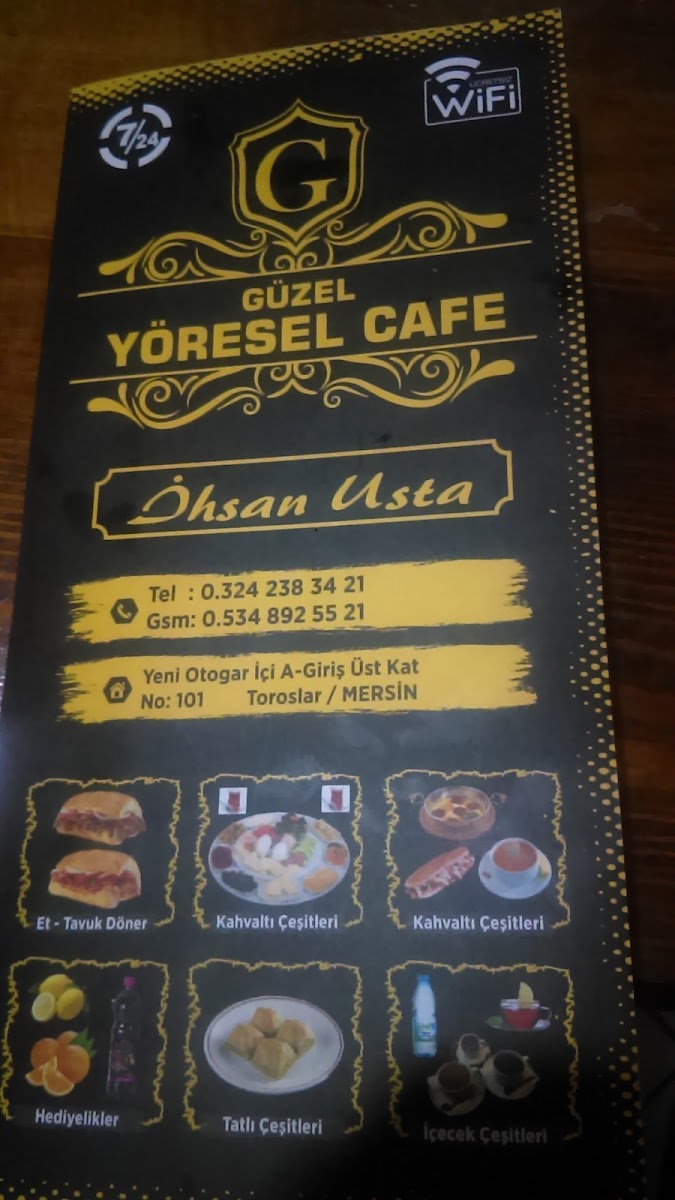 7/24
ÜCRETSİZ
WiFi
G
GÜZEL
YÖRESEL CAFE
İhsan Usta
Tel : 0.324 238 34 21
Gsm: 0.534 892 55 21
Yeni Otogar İçi A-Giriş Üst Kat
No: 101 Toroslar / MERSİN
Et - Tavuk Döner
Kahvaltı Çeşitleri
Kahvaltı Çeşitleri
Hediyelikler
Tatlı Çeşitleri
İçecek Çeşitleri